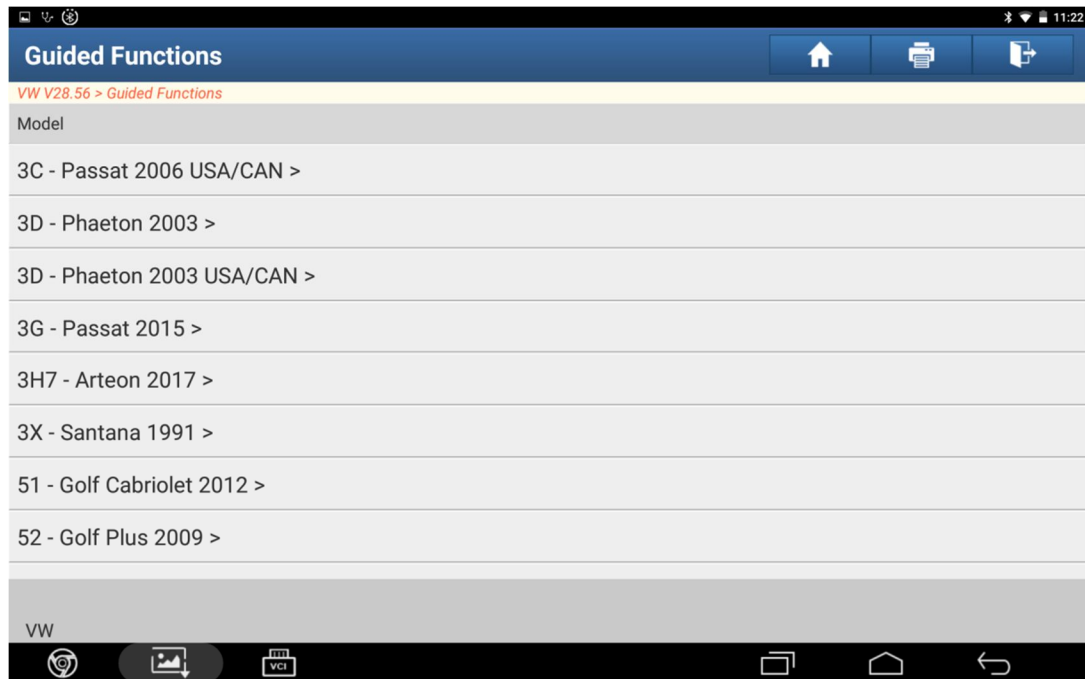 11:22
Guided Functions
VW V28.56 > Guided Functions
Model
3C - Passat 2006 USA/CAN >
3D - Phaeton 2003 >
3D - Phaeton 2003 USA/CAN >
3G - Passat 2015 >
3H7 - Arteon 2017 >
3X - Santana 1991 >
51 - Golf Cabriolet 2012 >
52 - Golf Plus 2009 >
VW
VCI